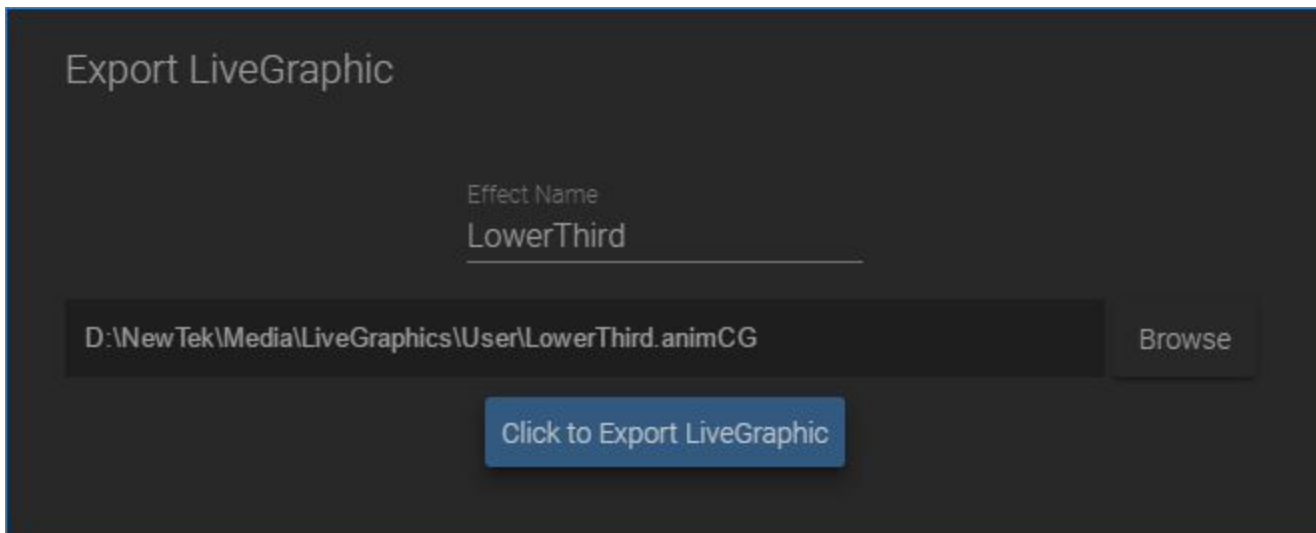 Export LiveGraphic
Effect Name
LowerThird
D:\NewTek\Media\LiveGraphics\User\LowerThird.animCG
Browse
Click to Export LiveGraphic